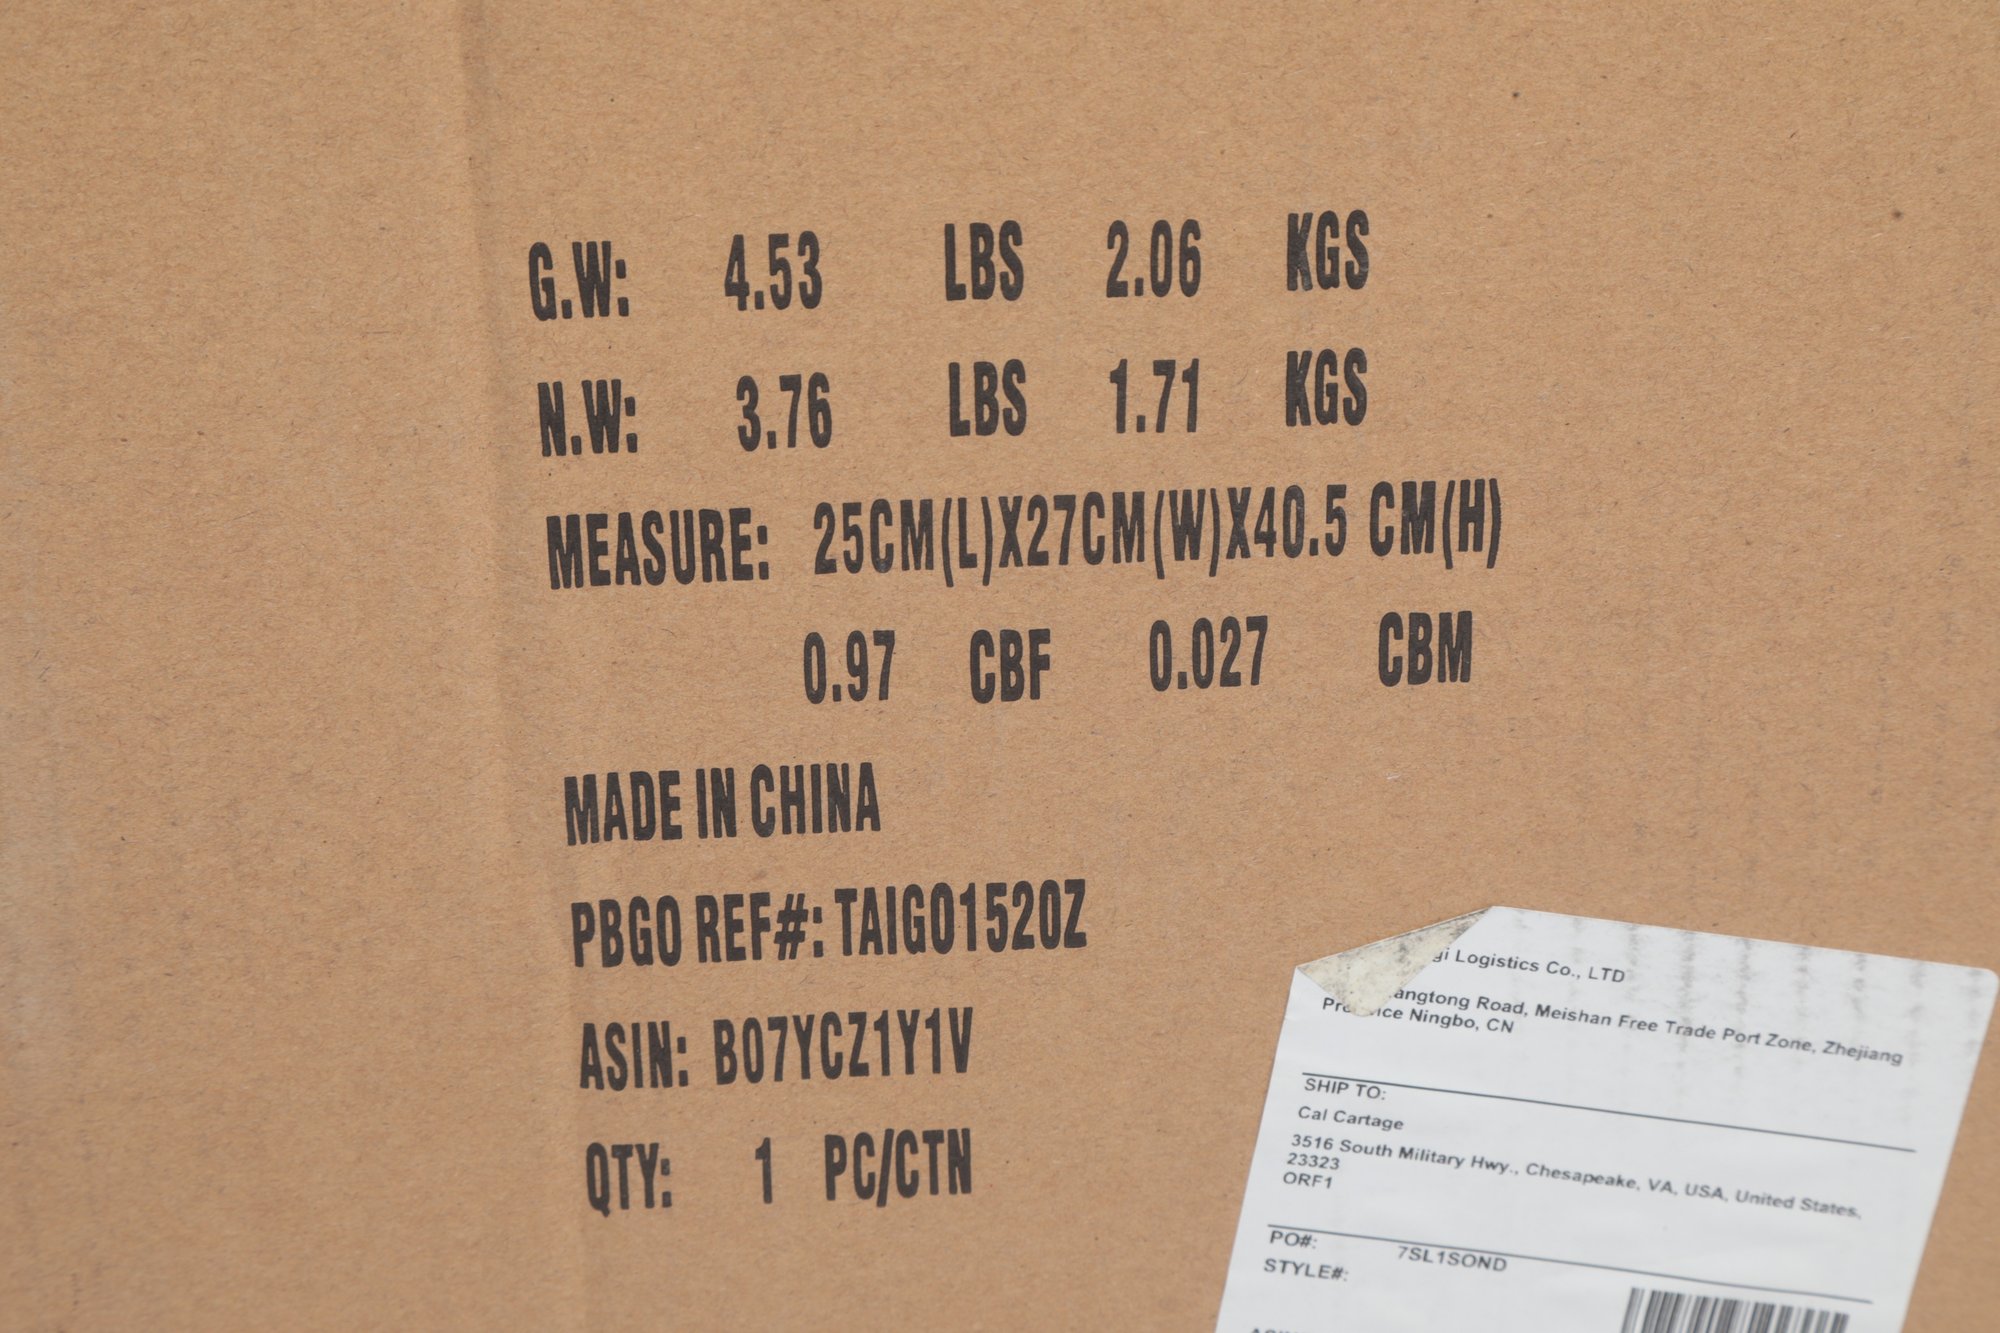 G.W: 4.53 LBS 2.06 KGS
N.W: 3.76 LBS 1.71 KGS
MEASURE: 25CM(L)X27CM(W)X40.5 CM(H)
0.97 CBF 0.027 CBM
MADE IN CHINA
PBGO REF#: TAIGO1520Z
ASIN: B07YCZ1Y1V
QTY: 1 PC/CTN
Logistics Co., LTD
Road, Meishan Free Trade Port Zone, Zhejiang
Ningbo, CN
SHIP TO:
Cal Cartage
3516 South Military Hwy., Chesapeake, VA, USA, United States,
23323
ORF1
PO#: 7SL1SOND
STYLE#: